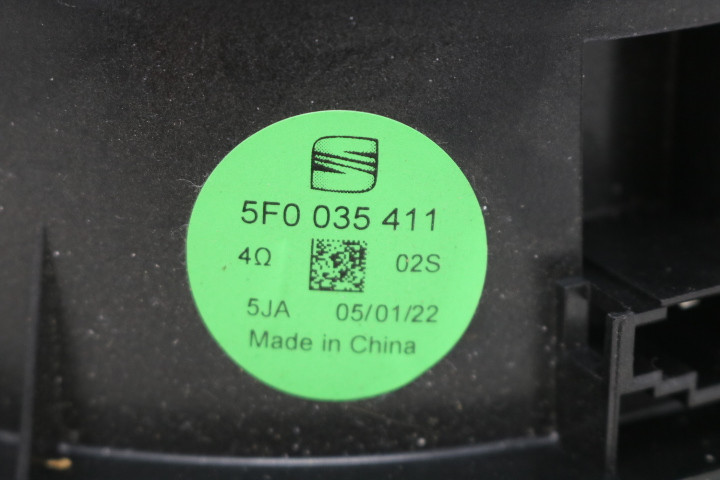 5F0 035 411
4Ω 02S
5JA 05/01/22
Made in China